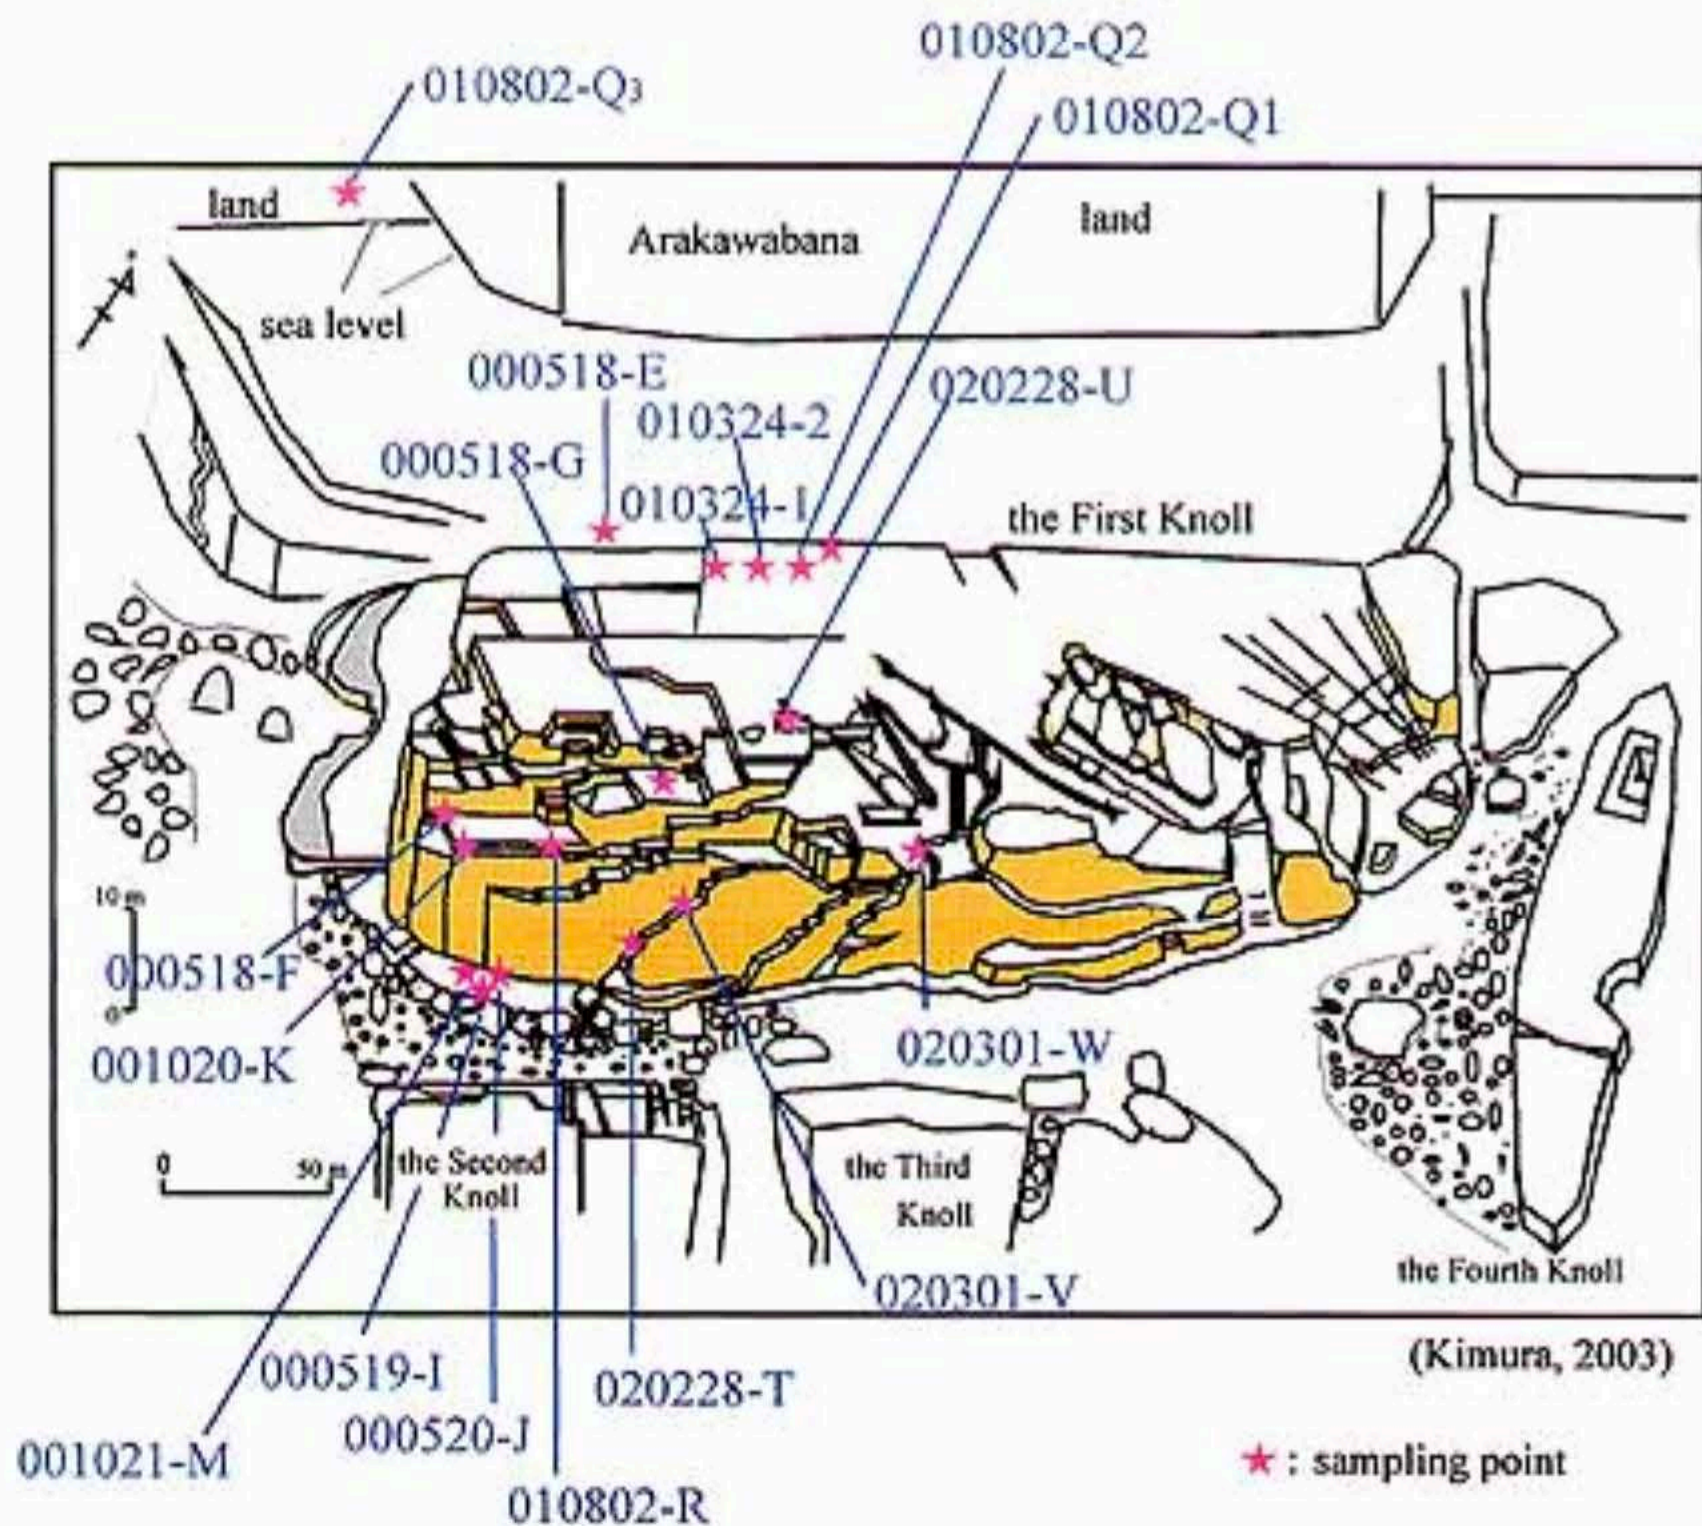 010802-Q2
010802-Q3
010802-Q1
land
Arakawabana
land
sea level
000518-E
020228-U
010324-2
000518-G
010324-1
the First Knoll
10 m
0
000518-F
001020-K
020301-W
0
50 m
the Second
Knoll
the Third
Knoll
the Fourth Knoll
020301-V
(Kimura, 2003)
000519-I
020228-T
000520-J
001021-M
010802-R
★ : sampling point